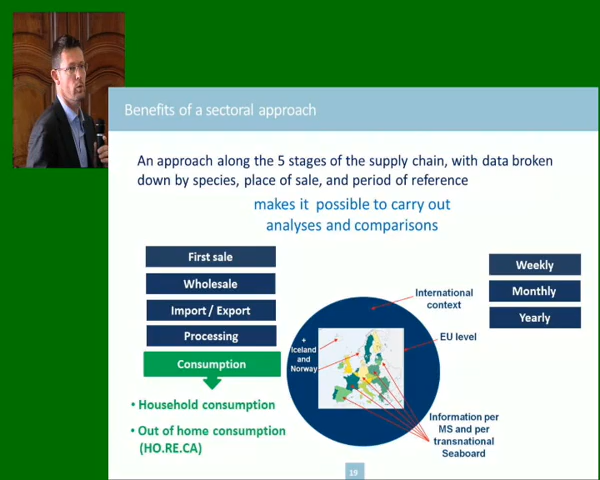 Benefits of a sectoral approach
An approach along the 5 stages of the supply chain, with data broken
down by species, place of sale, and period of reference
makes it possible to carry out
analyses and comparisons
First sale
Wholesale
Import / Export
Processing
Consumption
• Household consumption
• Out of home consumption
(HO.RE.CA)
+
Iceland
and
Norway
International
context
EU level
Information per
MS and per
transnational
Seaboard
Weekly
Monthly
Yearly
19